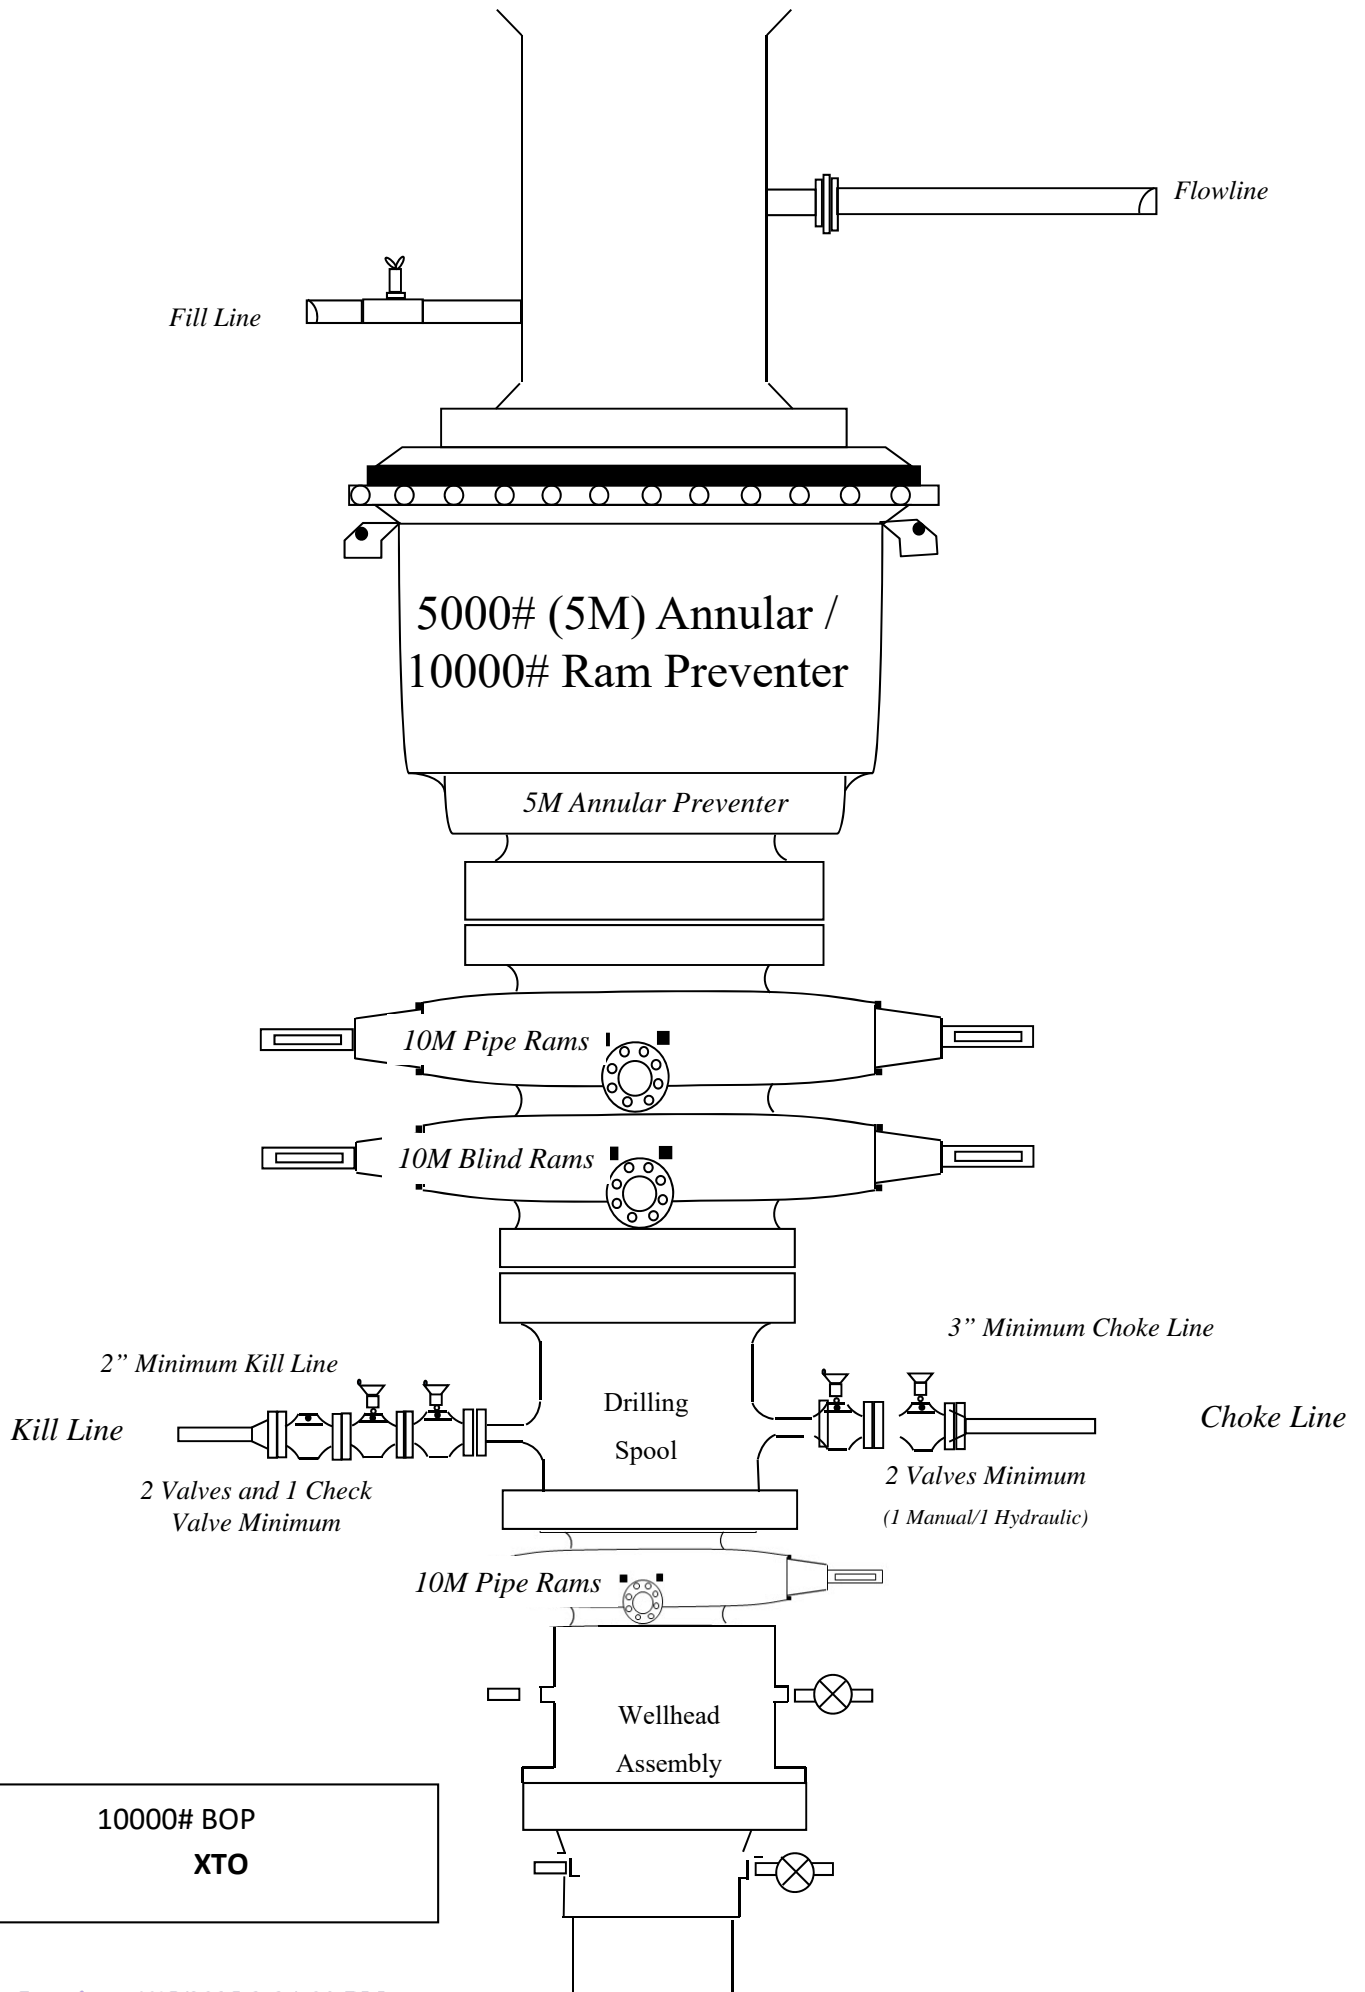 Flowline
Fill Line
5000# (5M) Annular /
10000# Ram Preventer
5M Annular Preventer
10M Pipe Rams
10M Blind Rams
3” Minimum Choke Line
2” Minimum Kill Line
Drilling
Spool
Kill Line
Choke Line
2 Valves and 1 Check
Valve Minimum
2 Valves Minimum
(1 Manual/1 Hydraulic)
10M Pipe Rams
Wellhead
Assembly
10000# BOP
XTO